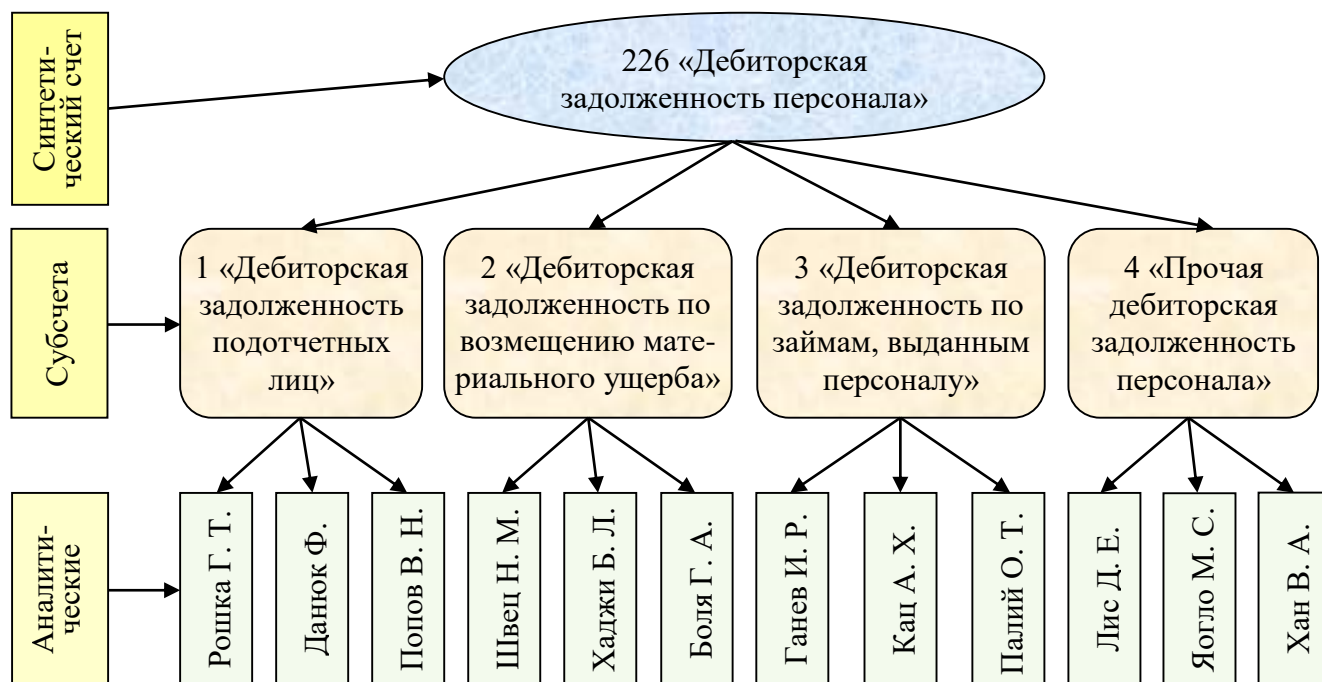 Синтети-
ческий счет
226 «Дебиторская
задолженность персонала»
Субсчета
1 «Дебиторская
задолженность
подотчетных
лиц»
2 «Дебиторская
задолженность по
возмещению мате-
риального ущерба»
3 «Дебиторская
задолженность по
займам, выданным
персоналу»
4 «Прочая
дебиторская
задолженность
персонала»
Аналити-
ческие
Рошка Г. Т.
Данюк Ф.
Попов В. Н.
Швец Н. М.
Хаджи Б. Л.
Боля Г. А.
Ганев И. Р.
Кац А. Х.
Палий О. Т.
Лис Д. Е.
Яогло М. С.
Хан В. А.